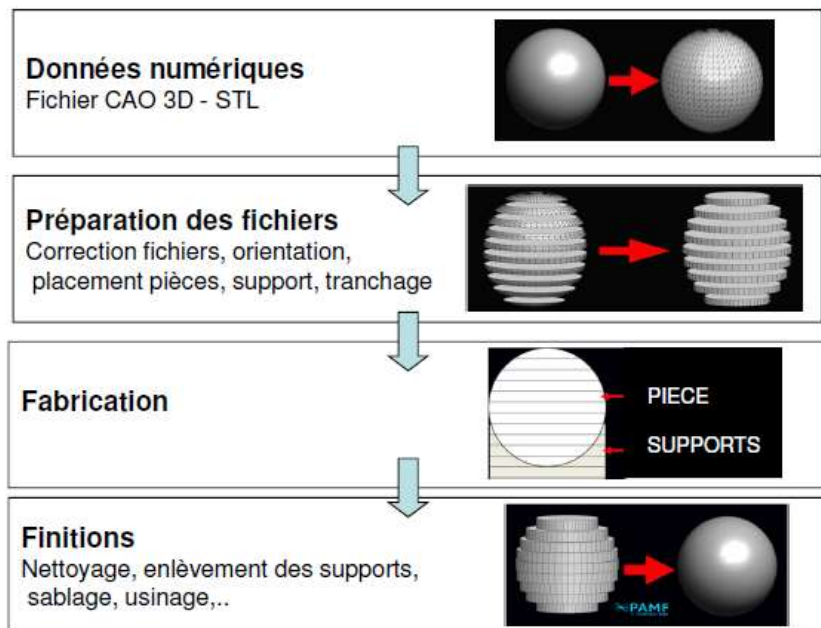 Données numériques
Fichier CAO 3D - STL
Préparation des fichiers
Correction fichiers, orientation,
placement pièces, support, tranchage
Fabrication
PIECE
SUPPORTS
Finitions
Nettoyage, enlèvement des supports,
sablage, usinage,..
PAMF